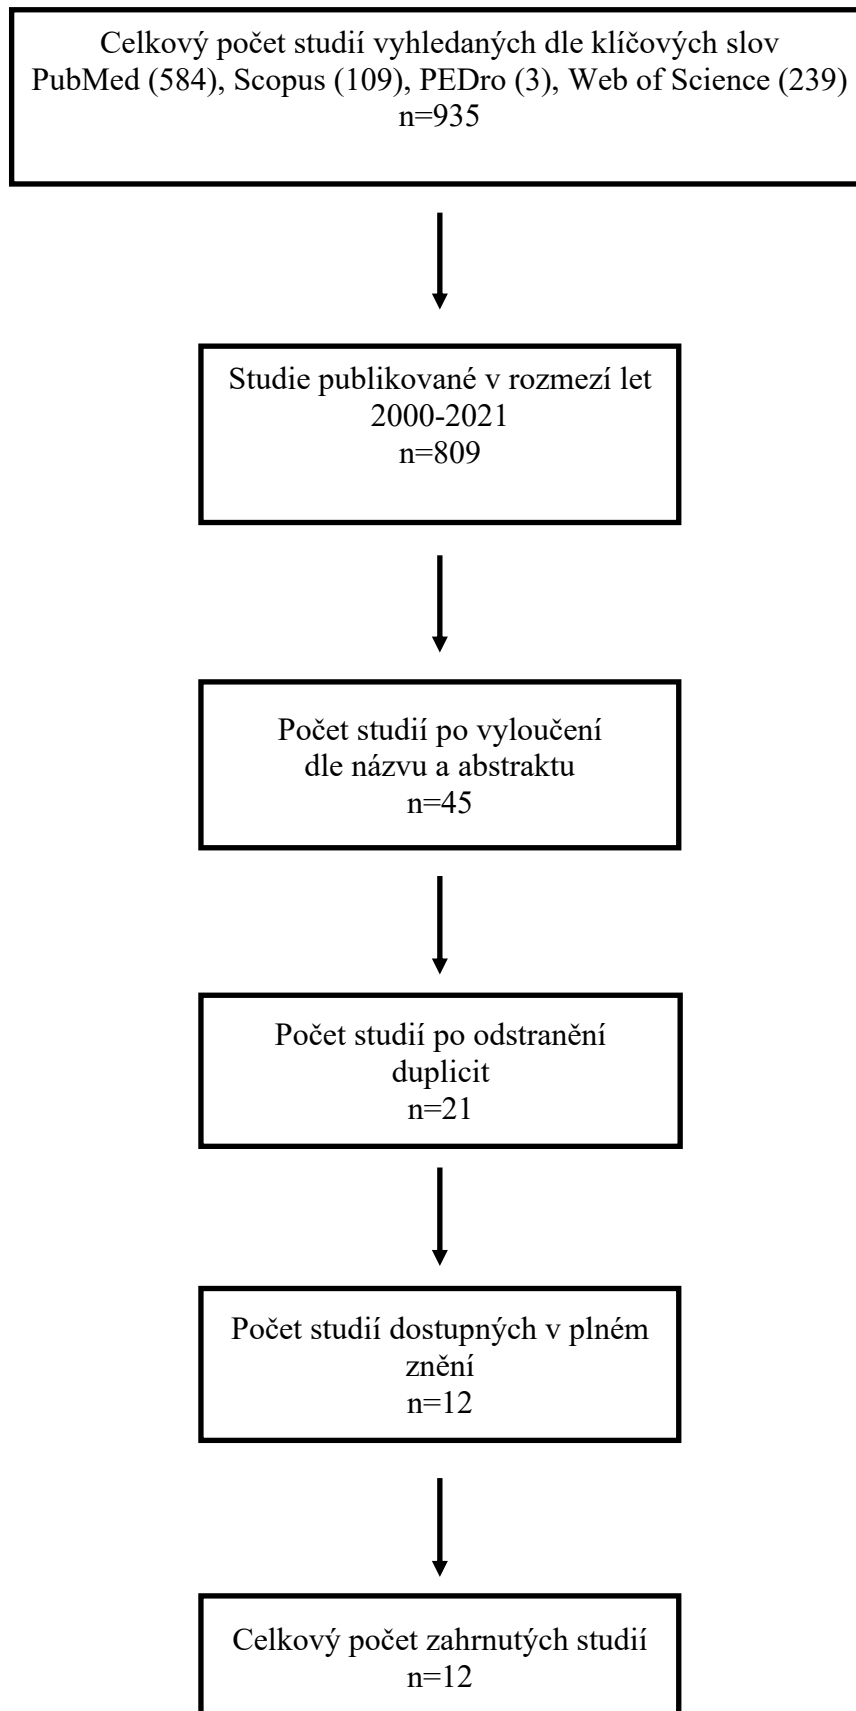 Celkový počet studií vyhledaných dle klíčových slov
PubMed (584), Scopus (109), PEDro (3), Web of Science (239)
n=935
Studie publikované v rozmezí let
2000-2021
n=809
Počet studií po vyloučení
dle názvu a abstraktu
n=45
Počet studií po odstranění
duplicit
n=21
Počet studií dostupných v plném
znění
n=12
Celkový počet zahrnutých studií
n=12